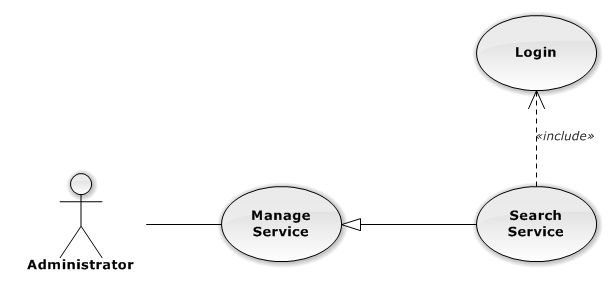 Login
«include»
Manage
Service
Search
Service
Administrator